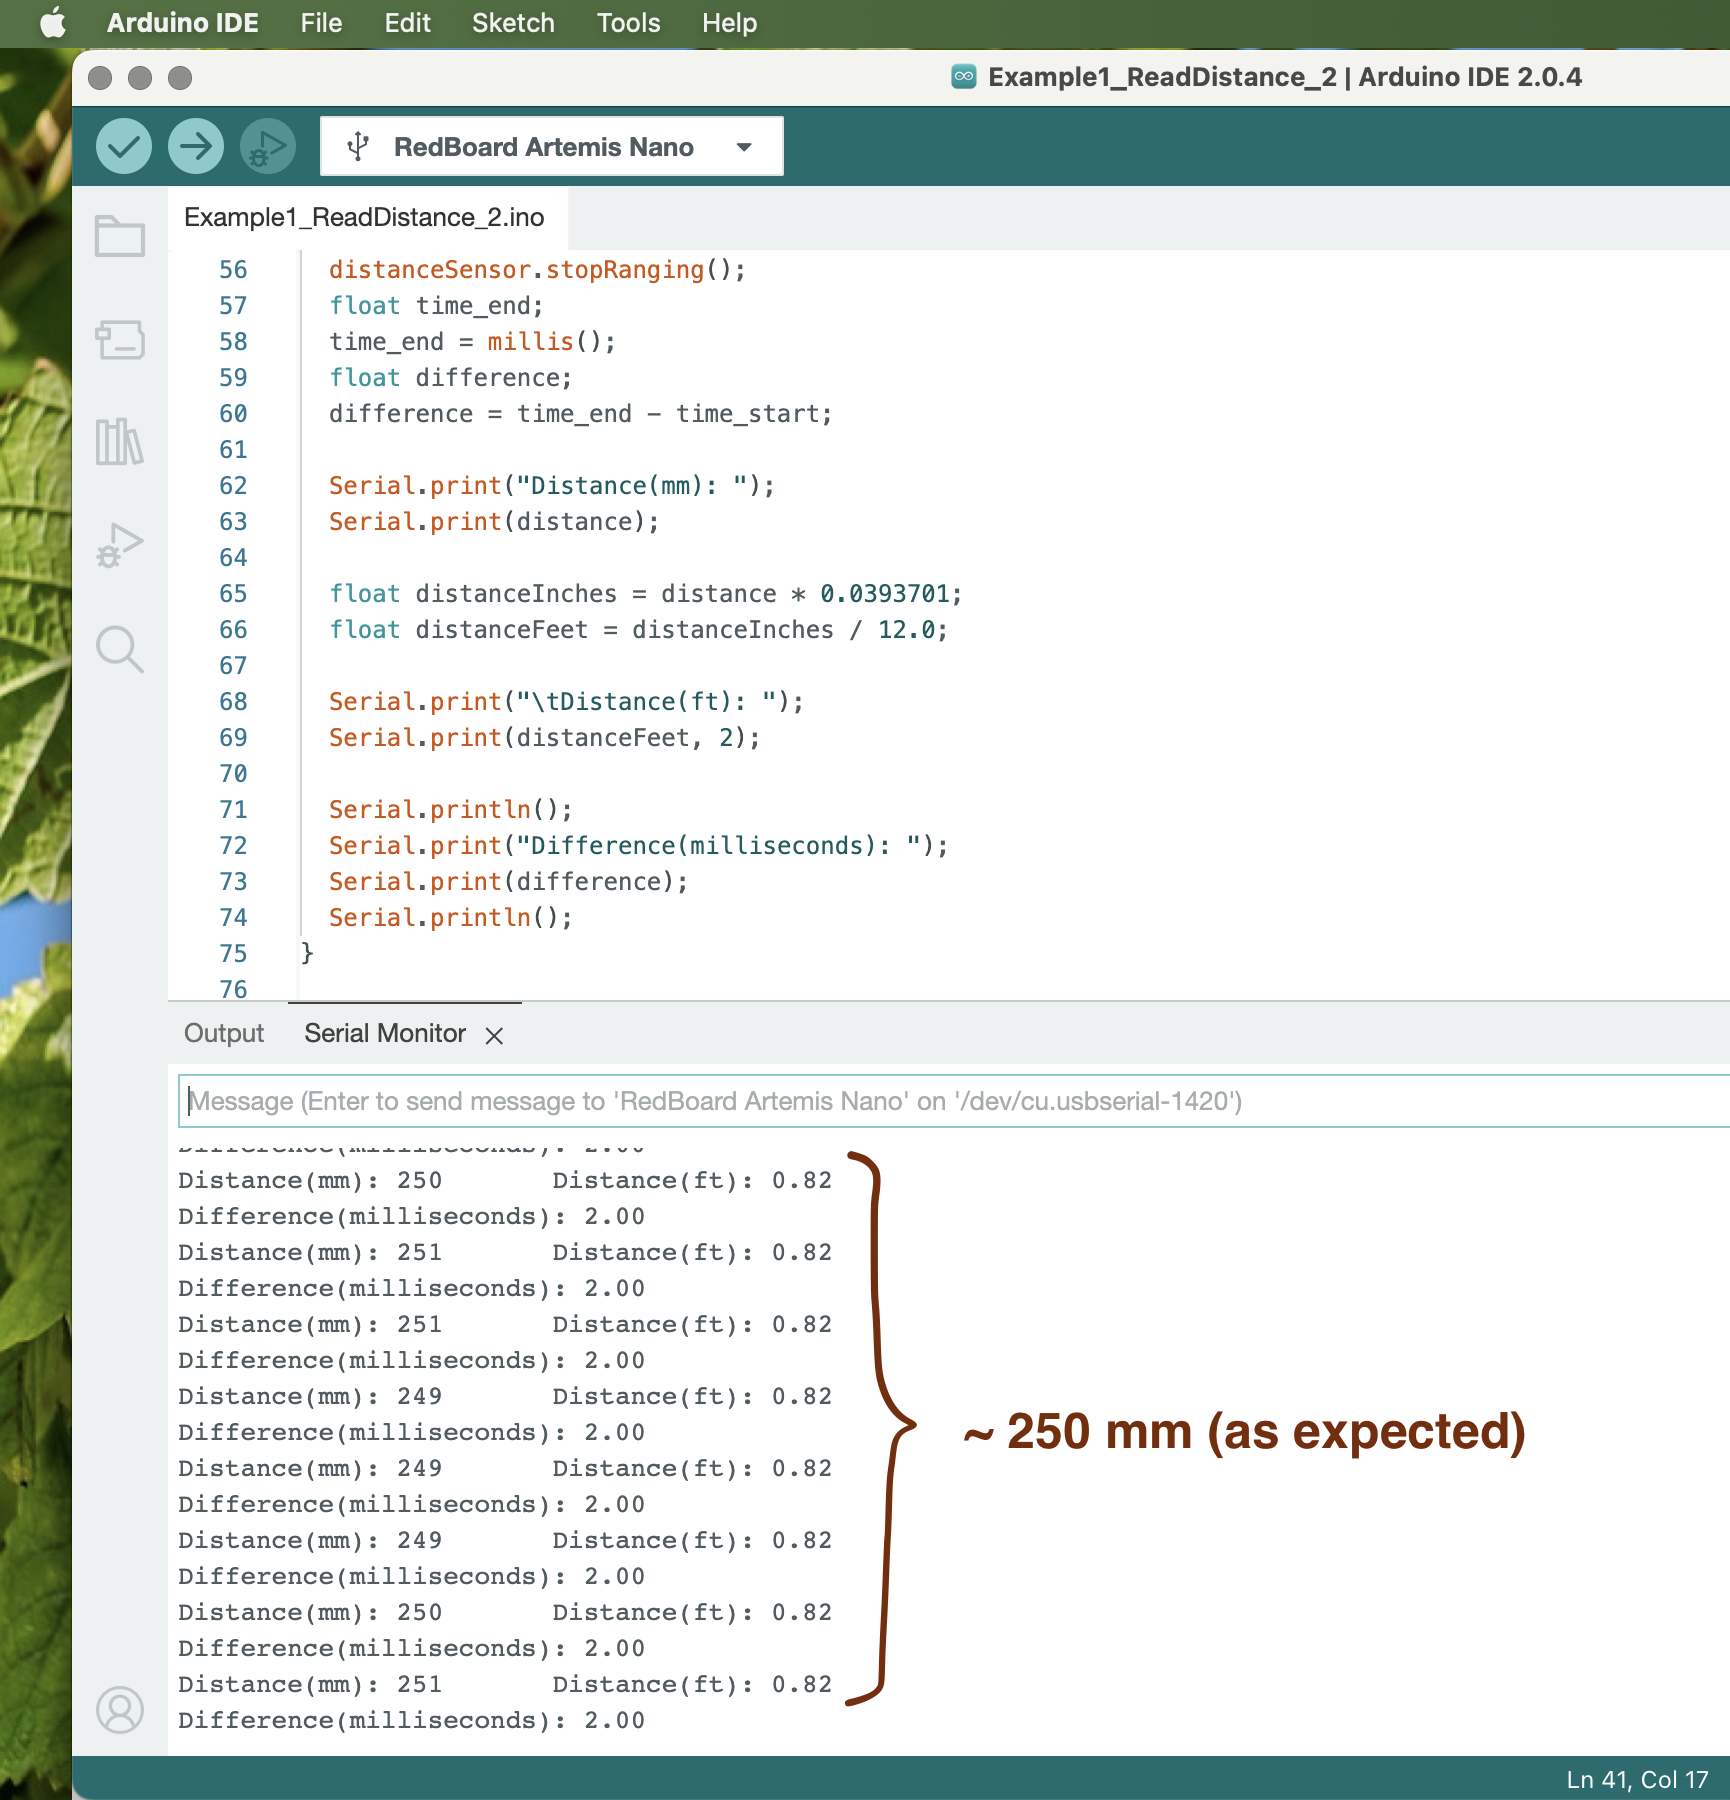 Arduino IDE File Edit Sketch Tools Help
Example1_ReadDistance_2 | Arduino IDE 2.0.4
RedBoard Artemis Nano
Example1_ReadDistance_2.ino
56 distanceSensor.stopRanging();
57 float time_end;
58 time_end = millis();
59 float difference;
60 difference = time_end - time_start;
61
62 Serial.print("Distance(mm): ");
63 Serial.print(distance);
64
65 float distanceInches = distance * 0.0393701;
66 float distanceFeet = distanceInches / 12.0;
67
68 Serial.print("\tDistance(ft): ");
69 Serial.print(distanceFeet, 2);
70
71 Serial.println();
72 Serial.print("Difference(milliseconds): ");
73 Serial.print(difference);
74 Serial.println();
75 }
76
Output Serial Monitor
Message (Enter to send message to 'RedBoard Artemis Nano' on '/dev/cu.usbserial-1420')
Difference(milliseconds): 2.00
Distance(mm): 250 Distance(ft): 0.82
Difference(milliseconds): 2.00
Distance(mm): 251 Distance(ft): 0.82
Difference(milliseconds): 2.00
Distance(mm): 251 Distance(ft): 0.82
Difference(milliseconds): 2.00
Distance(mm): 249 Distance(ft): 0.82
Difference(milliseconds): 2.00
Distance(mm): 249 Distance(ft): 0.82
Difference(milliseconds): 2.00
Distance(mm): 249 Distance(ft): 0.82
Difference(milliseconds): 2.00
Distance(mm): 250 Distance(ft): 0.82
Difference(milliseconds): 2.00
Distance(mm): 251 Distance(ft): 0.82
Difference(milliseconds): 2.00
~ 250 mm (as expected)
Ln 41, Col 17